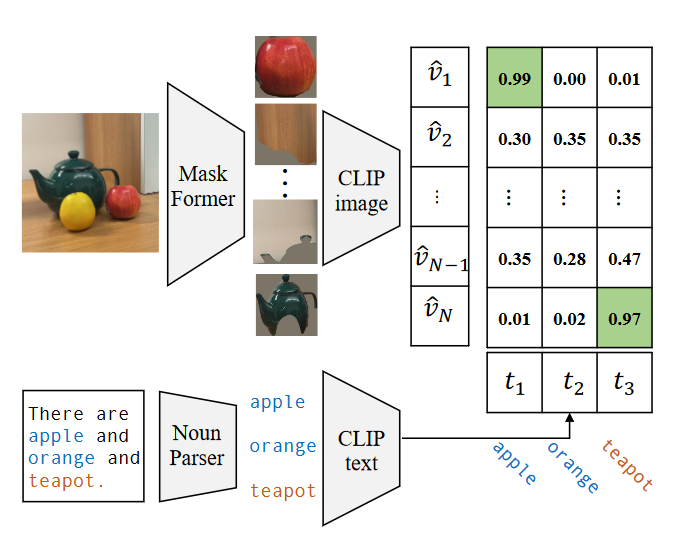 Mask
Former
CLIP
image
v̂₁
v̂₂
⋮
v̂_{N−1}
v̂_N
0.99 0.00 0.01
0.30 0.35 0.35
⋮ ⋮ ⋮
0.35 0.28 0.47
0.01 0.02 0.97
t₁ t₂ t₃
There are
apple and
orange and
teapot.
Noun
Parser
apple
orange
teapot
CLIP
text
apple
orange
teapot